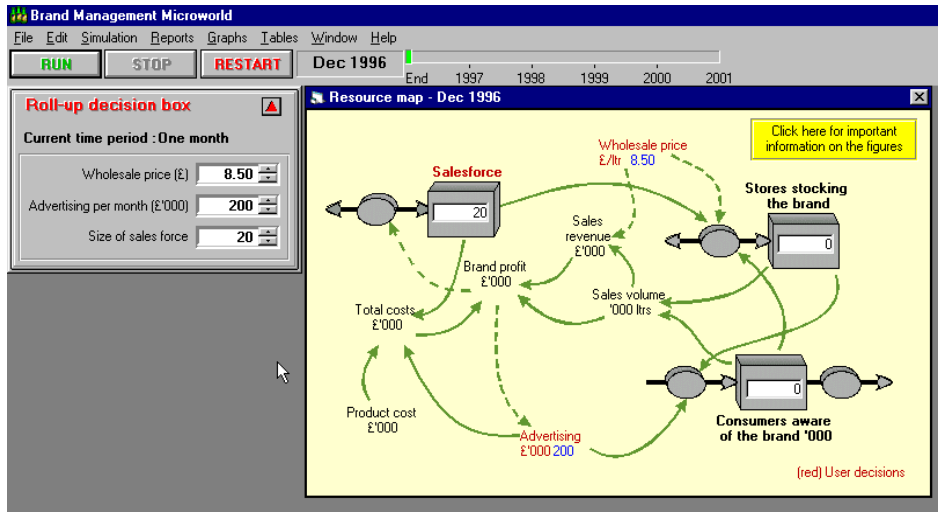 Brand Management Microworld
File Edit Simulation Reports Graphs Tables Window Help
RUN STOP RESTART Dec 1996
End 1997 1998 1999 2000 2001
Roll-up decision box
Current time period :One month
Wholesale price (£) 8.50
Advertising per month (£'000) 200
Size of sales force 20
Resource map - Dec 1996
Click here for important
information on the figures
Wholesale price
£/ltr 8.50
Salesforce
20
Stores stocking
the brand
0
Sales
revenue
£'000
Brand profit
£'000
Sales volume
'000 ltrs
Total costs
£'000
0
Product cost
£'000
Consumers aware
of the brand '000
Advertising
£'000 200
(red) User decisions